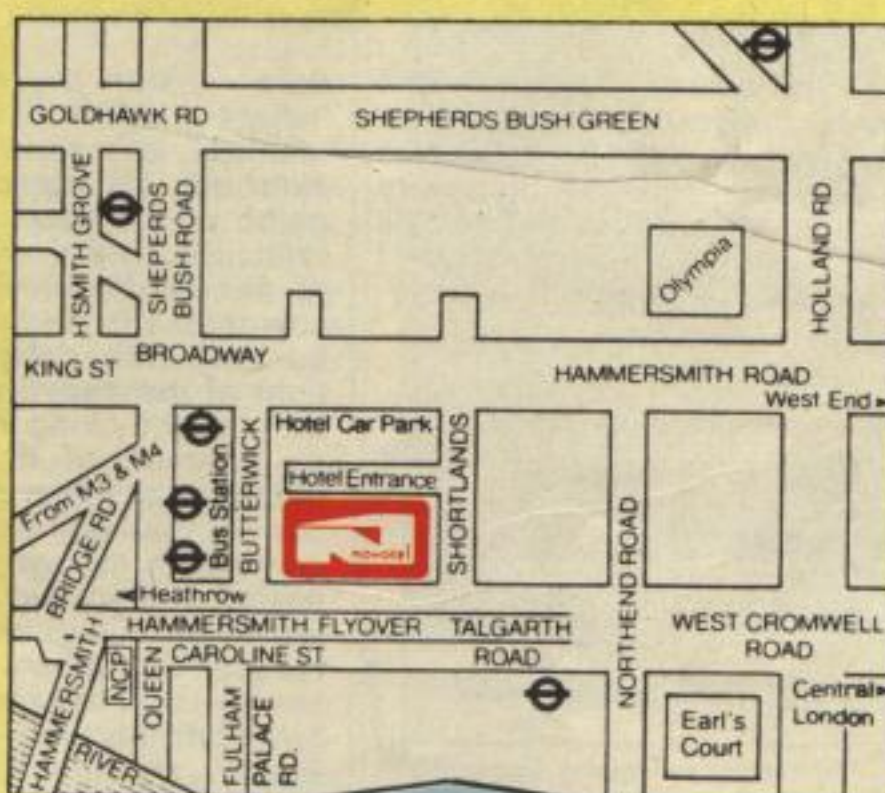 GOLDHAWK RD
SHEPHERDS BUSH GREEN
H SMITH GROVE
SHEPERDS
BUSH ROAD
Olympia
HOLLAND RD
KING ST
BROADWAY
HAMMERSMITH ROAD
West End
From M3 & M4
BRIDGE RD
Bus Station
BUTTERWICK
Hotel Car Park
Hotel Entrance
novotel
SHORTLANDS
NORTHEND ROAD
Heathrow
HAMMERSMITH FLYOVER
TALGARTH
ROAD
WEST CROMWELL
ROAD
HAMMERSMITH
NCP
QUEEN
CAROLINE ST
FULHAM
PALACE
RD.
RIVER
Earl's
Court
Central
London